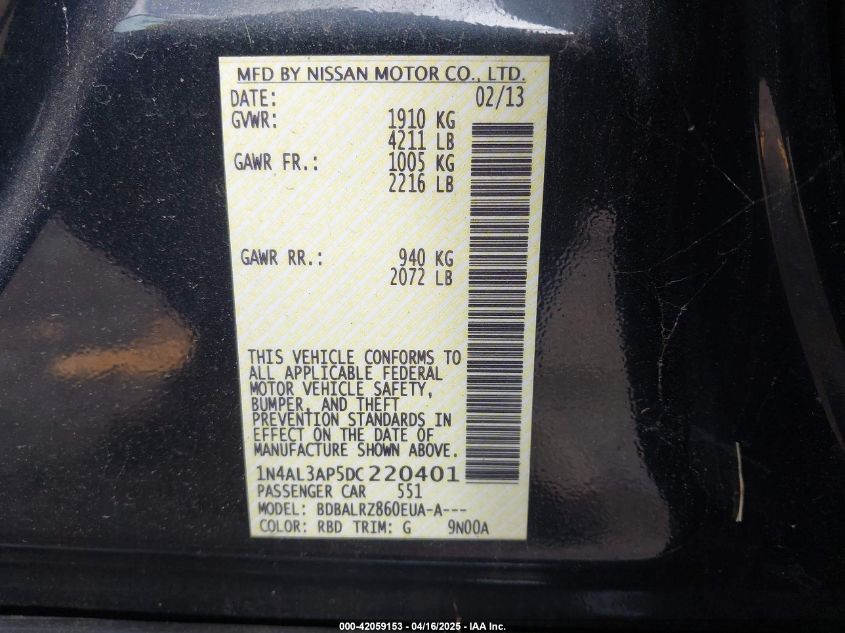 MFD BY NISSAN MOTOR CO., LTD.
DATE: 02/13
GVWR: 1910 KG
4211 LB
GAWR FR.: 1005 KG
2216 LB
GAWR RR.: 940 KG
2072 LB
THIS VEHICLE CONFORMS TO
ALL APPLICABLE FEDERAL
MOTOR VEHICLE SAFETY,
BUMPER, AND THEFT
PREVENTION STANDARDS IN
EFFECT ON THE DATE OF
MANUFACTURE SHOWN ABOVE.
1N4AL3AP5DC220401
PASSENGER CAR 551
MODEL: BDBALRZ860EUA-A---
COLOR: RBD TRIM: G 9N00A
000-42059153 - 04/16/2025 - IAA Inc.